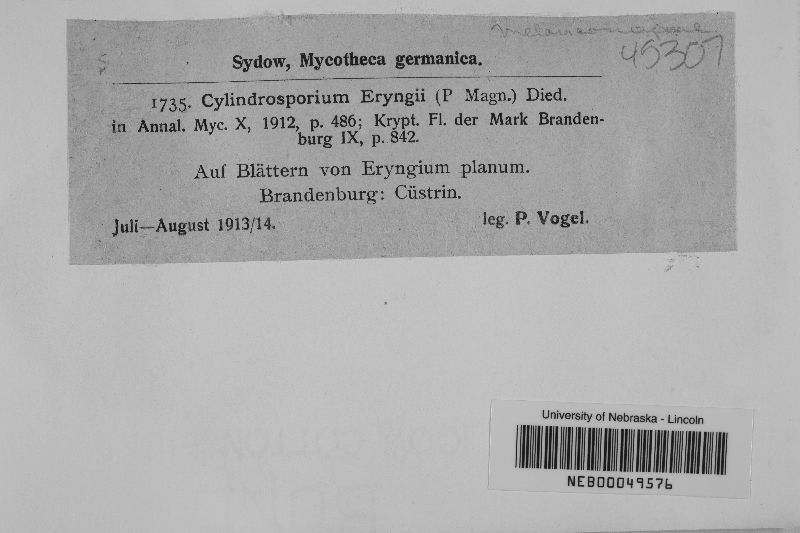 45307
Sydow, Mycotheca germanica.
1735. Cylindrosporium Eryngii (P Magn.) Died.
in Annal. Myc. X, 1912, p. 486; Krypt. Fl. der Mark Branden-
burg IX, p. 842.
Auf Blättern von Eryngium planum.
Brandenburg: Cüstrin.
Juli—August 1913/14. leg. P. Vogel.
University of Nebraska - Lincoln
NEB00049576